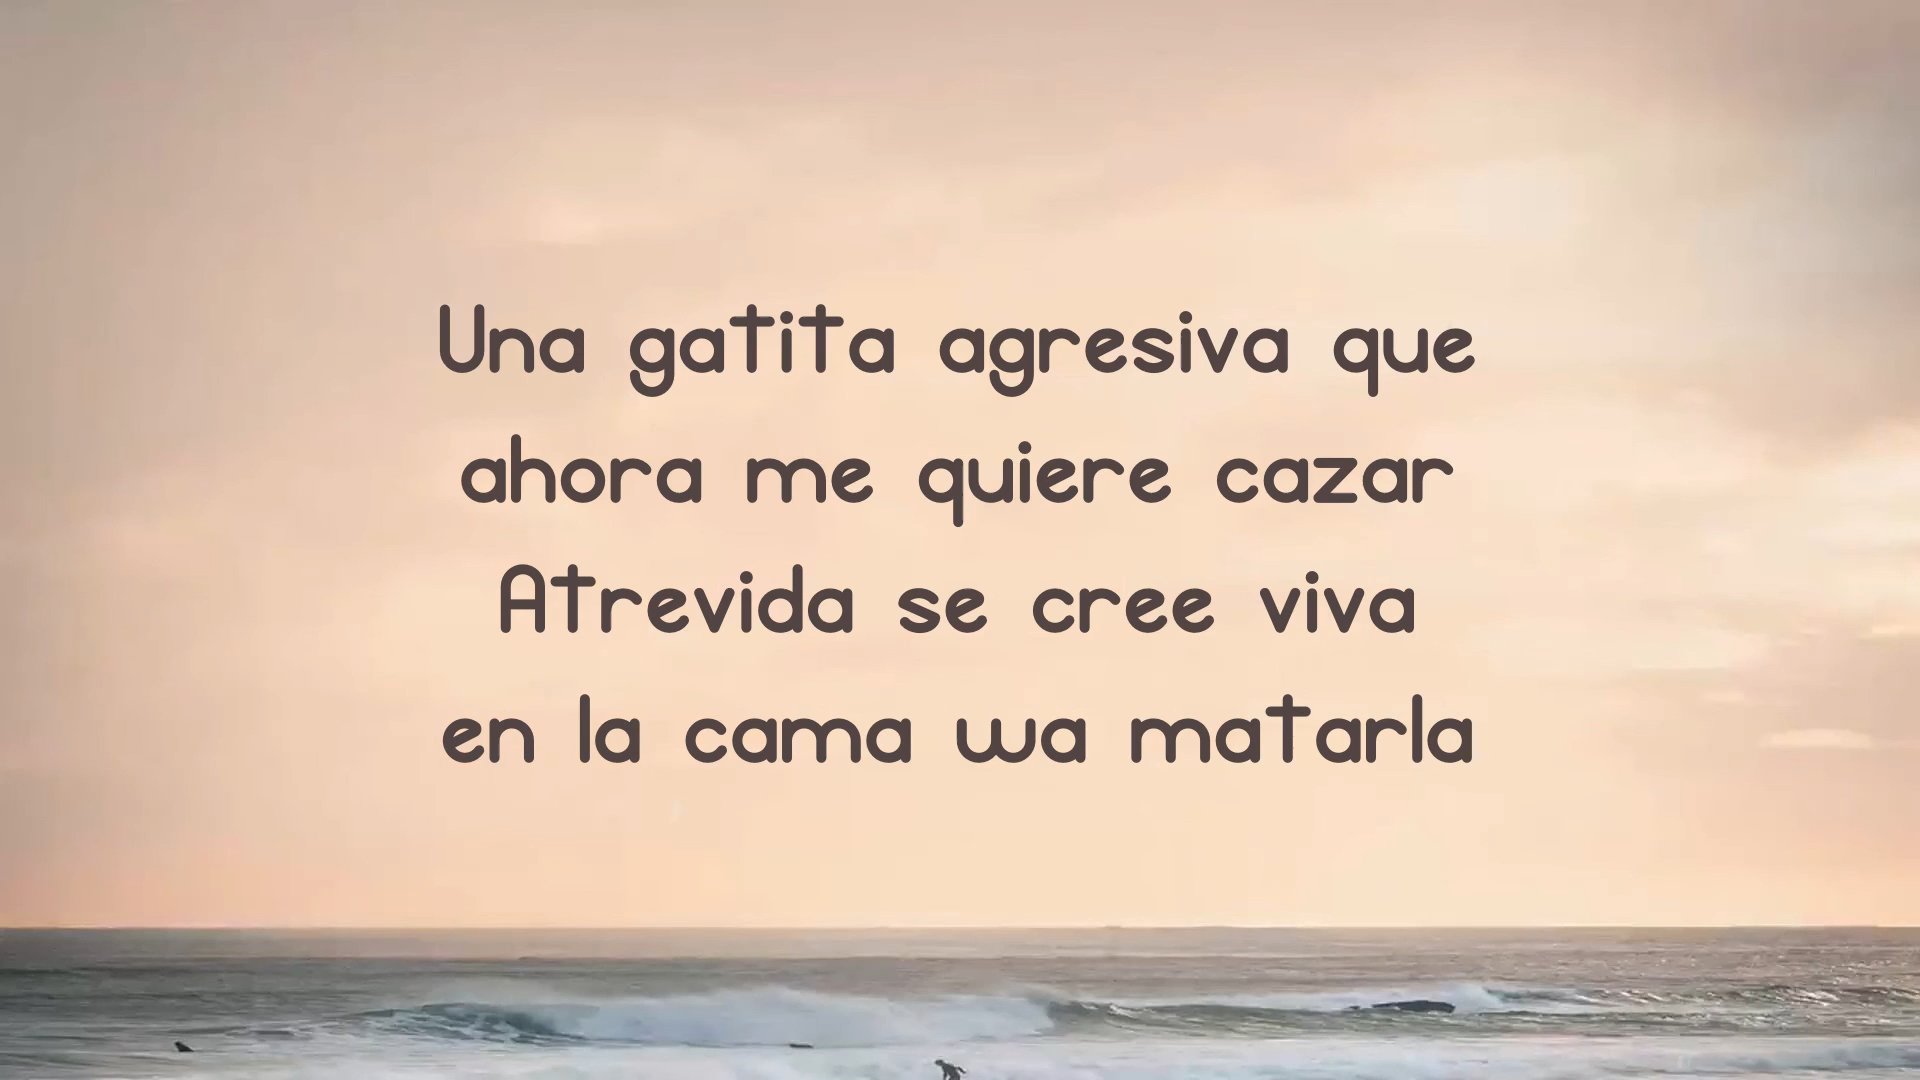 Una gatita agresiva que
ahora me quiere cazar
Atrevida se cree viva
en la cama wa matarla